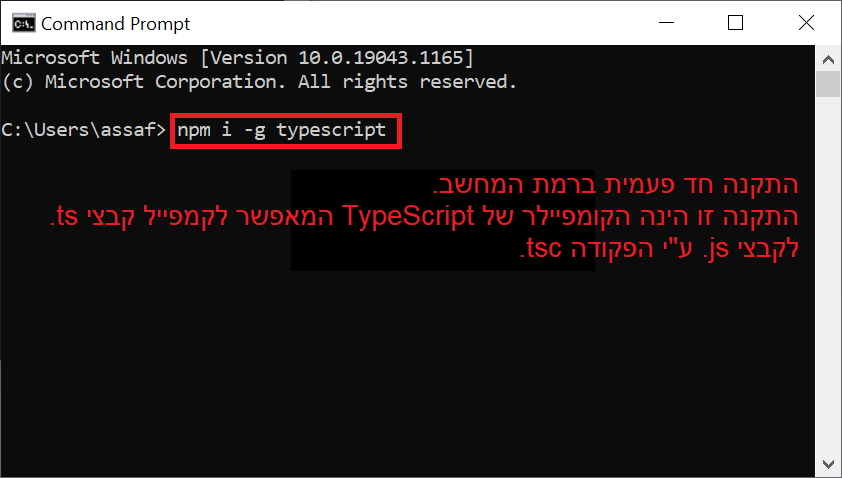 Command Prompt
Microsoft Windows [Version 10.0.19043.1165]
(c) Microsoft Corporation. All rights reserved.
C:\Users\assaf> npm i -g typescript
התקנה חד פעמית ברמת המחשב.
התקנה זו הינה הקומפיילר של TypeScript המאפשר לקמפייל קבצי ts.
לקבצי js. ע"י הפקודה tsc.